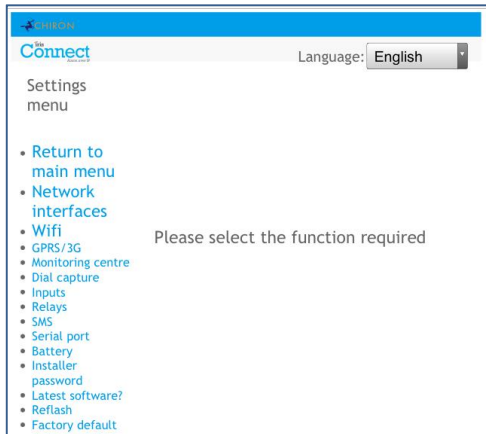 CHIRON
Connect
Language: English
Settings
menu
Return to
main menu
Network
interfaces
Wifi
Please select the function required
GPRS/3G
Monitoring centre
Dial capture
Inputs
Relays
SMS
Serial port
Battery
Installer
password
Latest software?
Reflash
Factory default